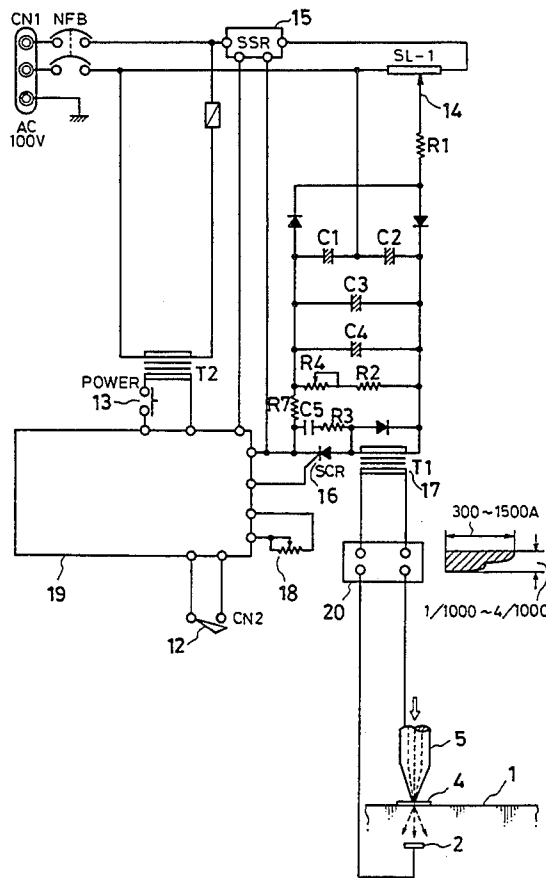 15
CN1 NFB
SSR
SL-1
AC
100V
14
R1
C1
C2
C3
C4
T2
R4
R2
POWER
13
R7
C5
R3
SCR
16
T1
17
300~1500A
18
19
20
1/1000~4/1000
12
CN2
5
4
1
2